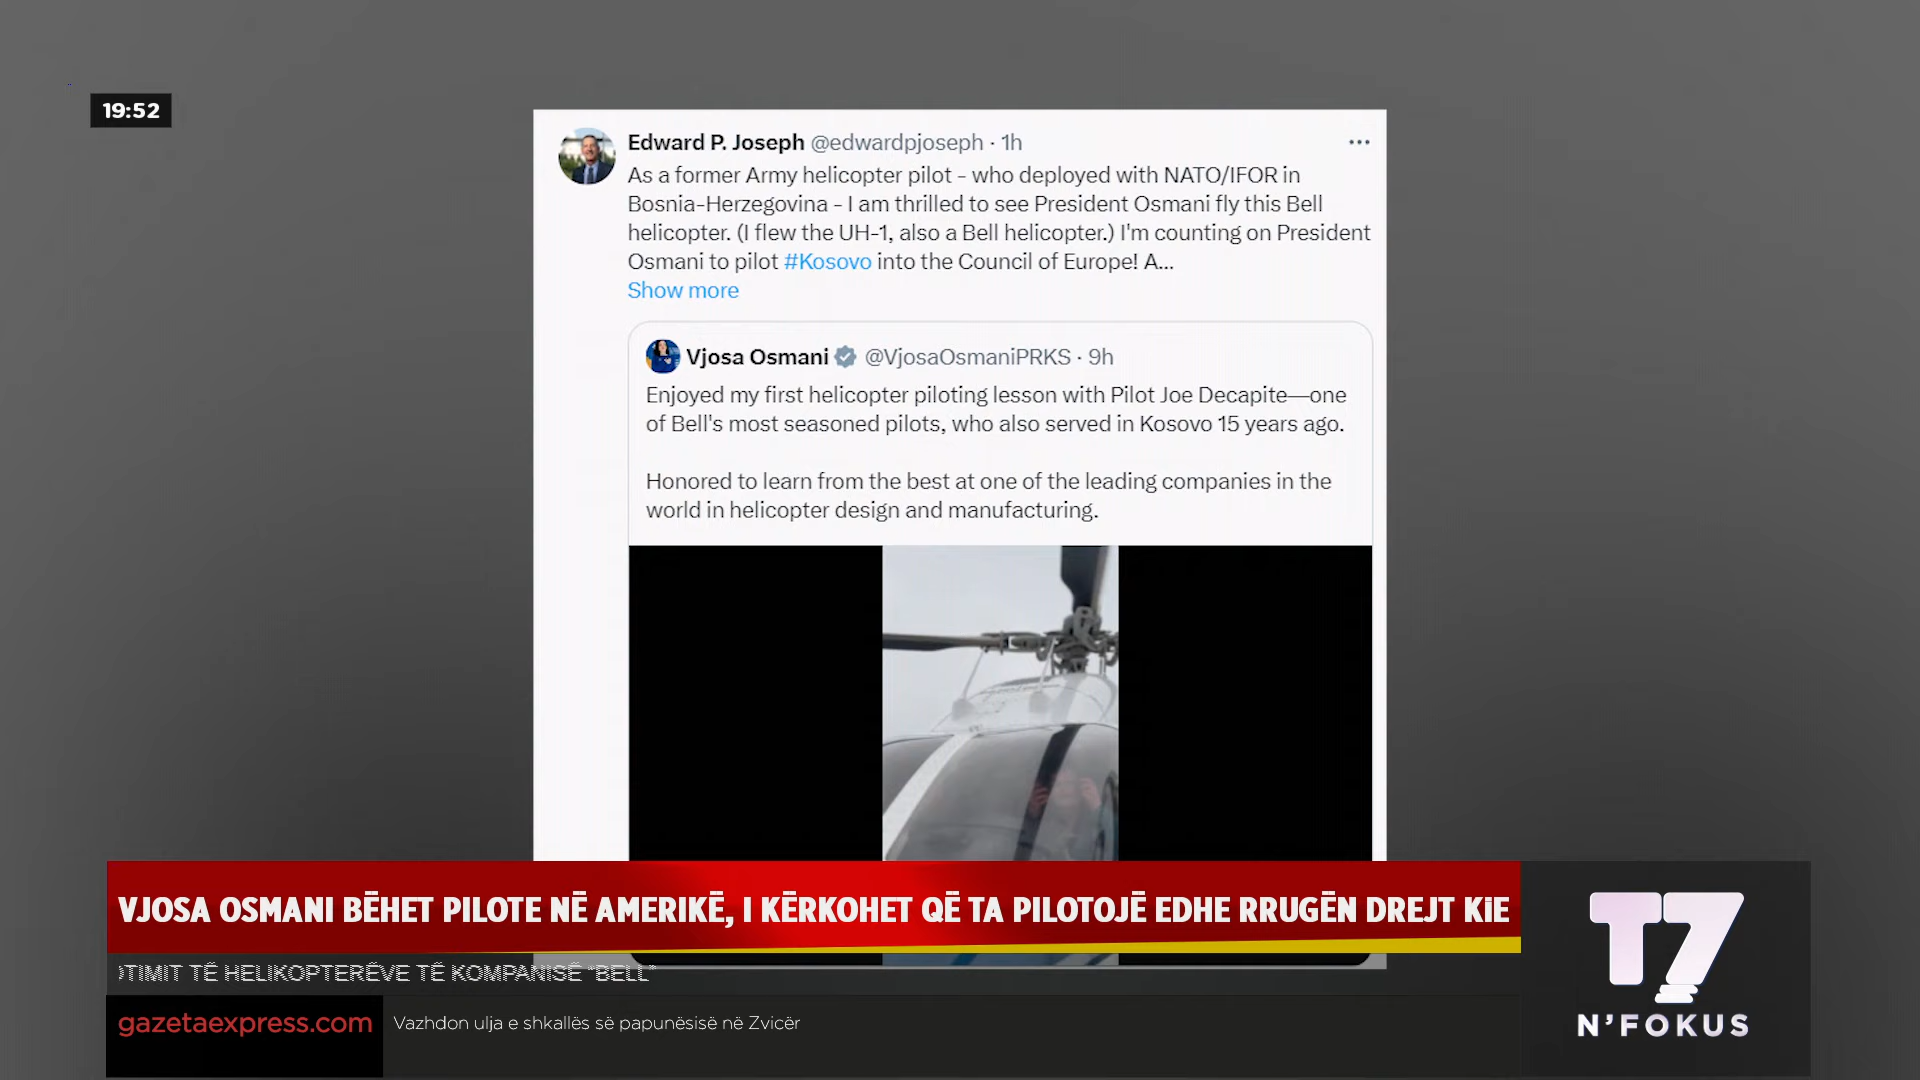 19:52
Edward P. Joseph @edwardpjoseph · 1h
As a former Army helicopter pilot - who deployed with NATO/IFOR in
Bosnia-Herzegovina - I am thrilled to see President Osmani fly this Bell
helicopter. (I flew the UH-1, also a Bell helicopter.) I'm counting on President
Osmani to pilot #Kosovo into the Council of Europe! A...
Show more
Vjosa Osmani @VjosaOsmaniPRKS · 9h
Enjoyed my first helicopter piloting lesson with Pilot Joe Decapite—one
of Bell's most seasoned pilots, who also served in Kosovo 15 years ago.
Honored to learn from the best at one of the leading companies in the
world in helicopter design and manufacturing.
VJOSA OSMANI BËHET PILOTE NË AMERIKË, I KËRKOHET QË TA PILOTOJË EDHE RRUGËN DREJT KiE
OTIMIT TË HELIKOPTERËVE TË KOMPANISË “BELL”
gazetaexpress.com
Vazhdon ulja e shkallës së papunësisë në Zvicër
T7
N'FOKUS